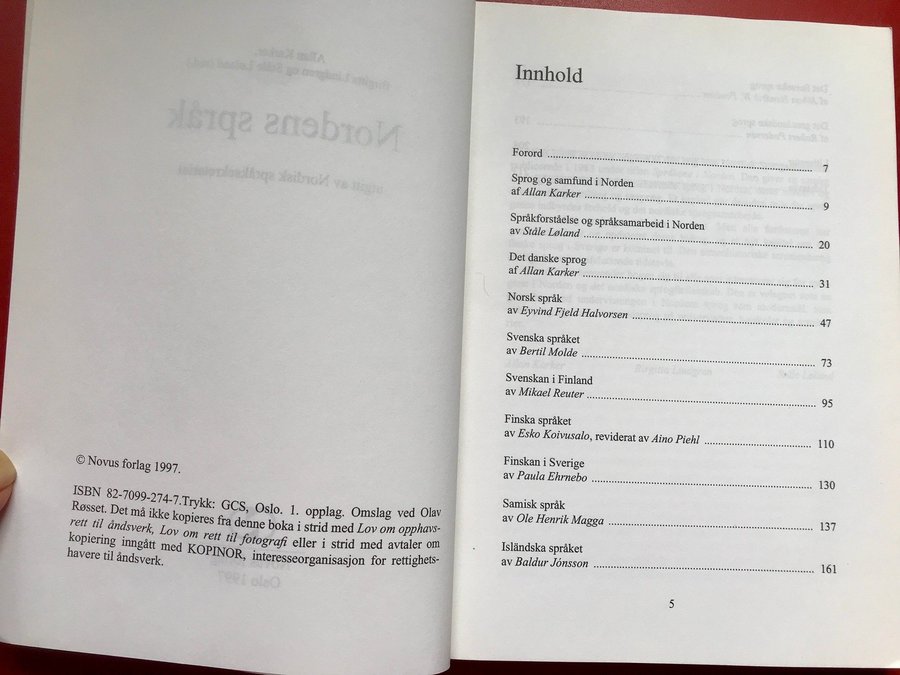 © Novus forlag 1997.
ISBN 82-7099-274-7.Trykk: GCS, Oslo. 1. opplag. Omslag ved Olav
Røsset. Det må ikke kopieres fra denne boka i strid med Lov om opphavs-
rett til åndsverk, Lov om rett til fotografi eller i strid med avtaler om
kopiering inngått med KOPINOR, interesseorganisasjon for rettighets-
havere til åndsverk.
Innhold
Forord 7
Sprog og samfund i Norden
af Allan Karker 9
Språkforståelse og språksamarbeid i Norden
av Ståle Løland 20
Det danske sprog
af Allan Karker 31
Norsk språk
av Eyvind Fjeld Halvorsen 47
Svenska språket
av Bertil Molde 73
Svenskan i Finland
av Mikael Reuter 95
Finska språket
av Esko Koivusalo, reviderat av Aino Piehl 110
Finskan i Sverige
av Paula Ehrnebo 130
Samisk språk
av Ole Henrik Magga 137
Isländska språket
av Baldur Jónsson 161
5